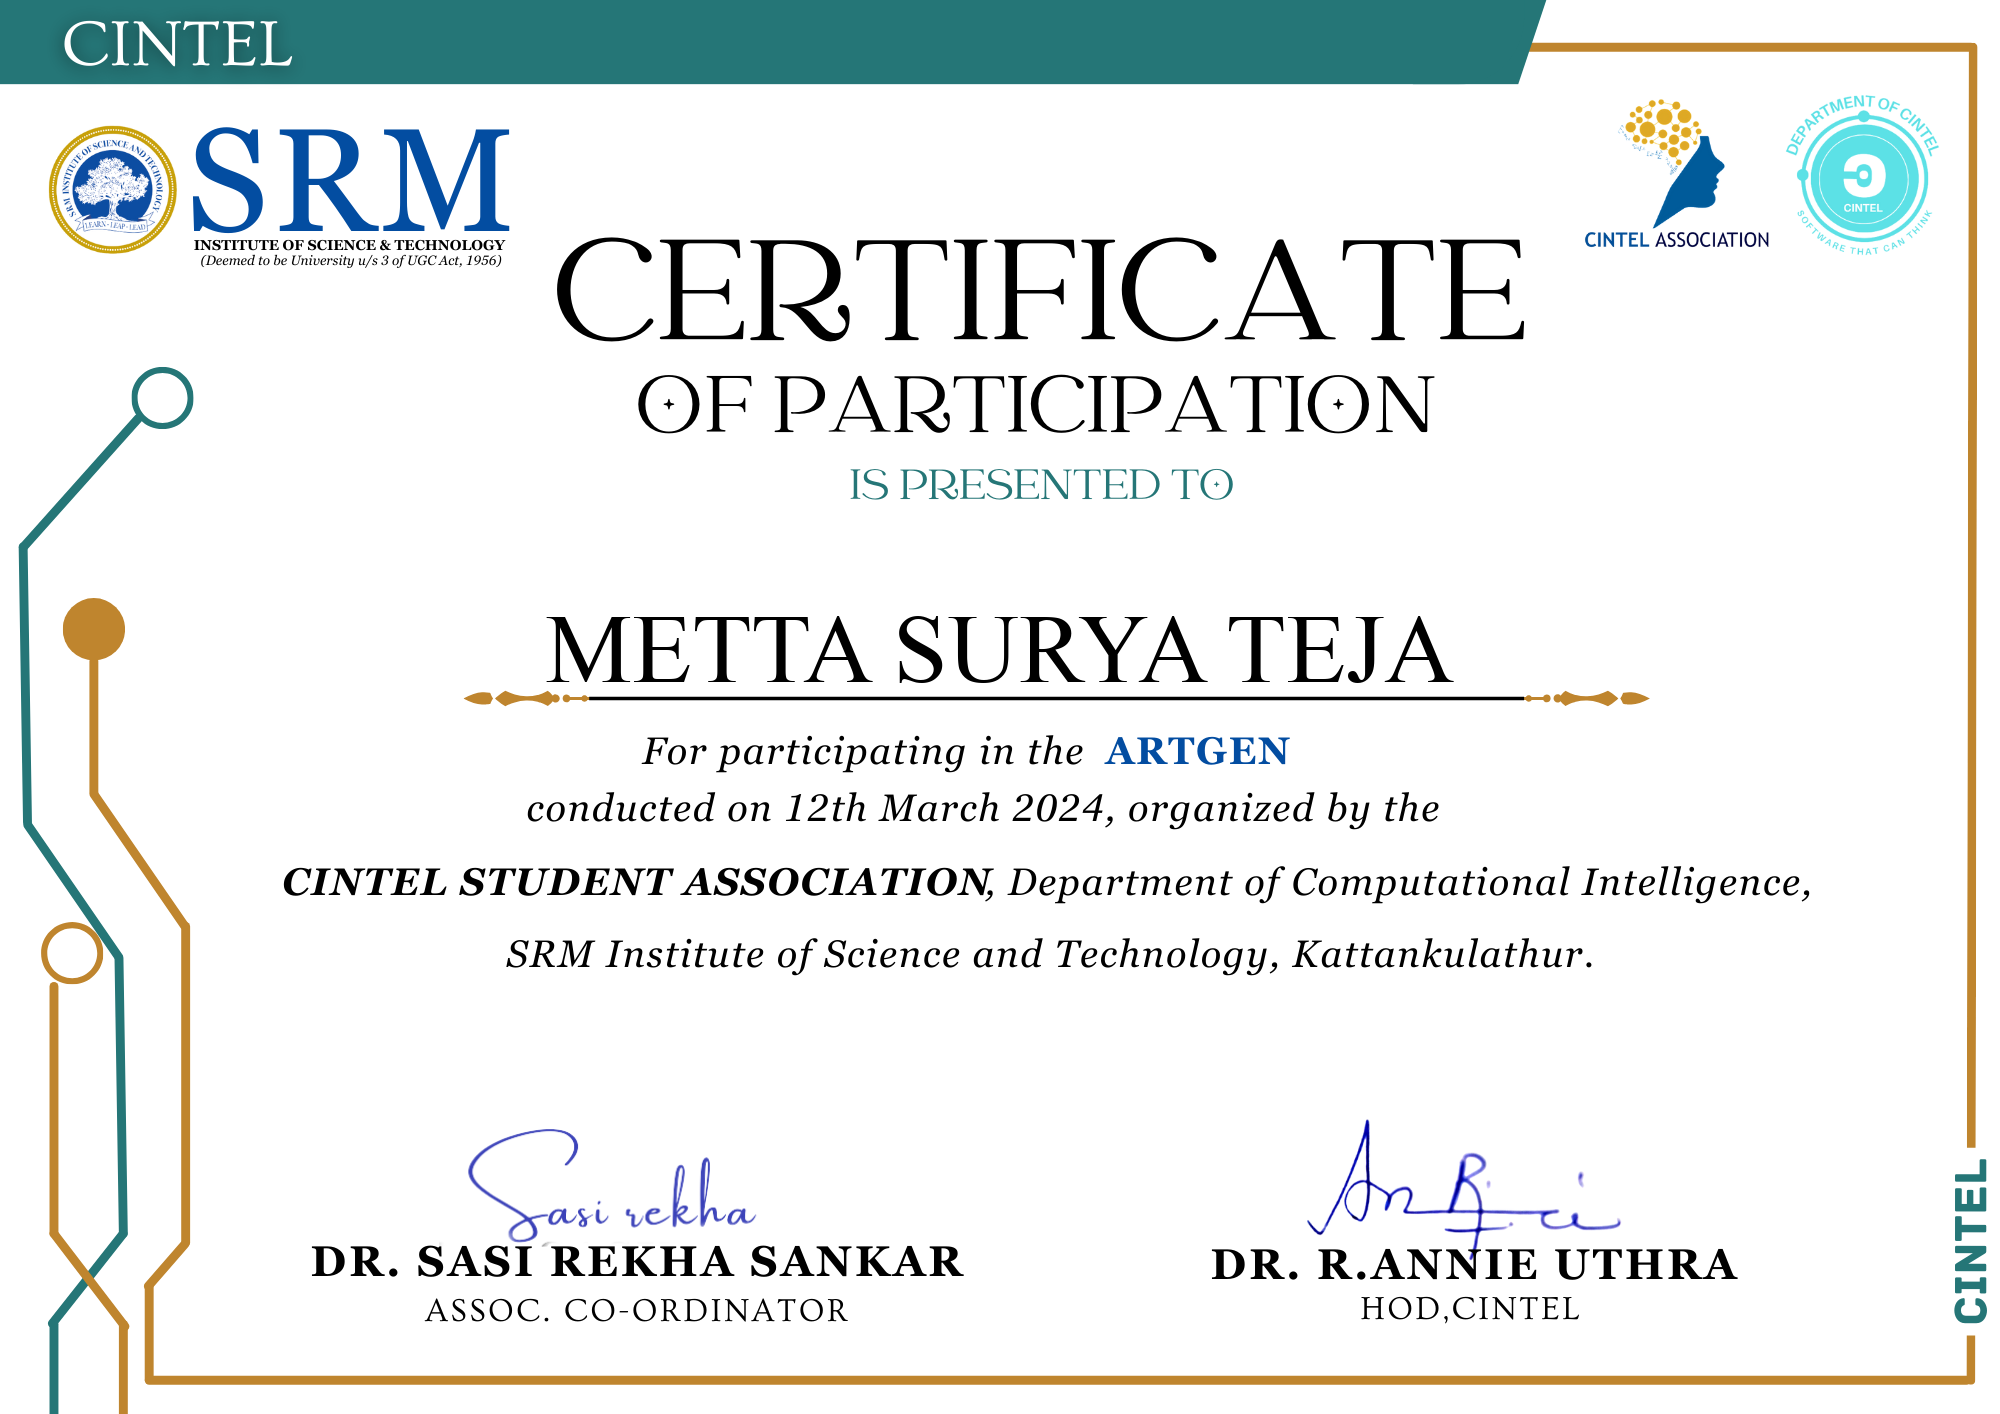 CINTEL
SRM INSTITUTE OF SCIENCE AND TECHNOLOGY
LEARN - LEAP - LEAD
SRM
INSTITUTE OF SCIENCE & TECHNOLOGY
(Deemed to be University u/s 3 of UGC Act, 1956)
CINTEL ASSOCIATION
DEPARTMENT OF CINTEL
CINTEL
SOFTWARE THAT CAN THINK
CERTIFICATE
OF PARTICIPATION
IS PRESENTED TO
METTA SURYA TEJA
For participating in the ARTGEN
conducted on 12th March 2024, organized by the
CINTEL STUDENT ASSOCIATION, Department of Computational Intelligence,
SRM Institute of Science and Technology, Kattankulathur.
Sasi rekha
DR. SASI REKHA SANKAR
ASSOC. CO-ORDINATOR
DR. R.ANNIE UTHRA
HOD,CINTEL
CINTEL